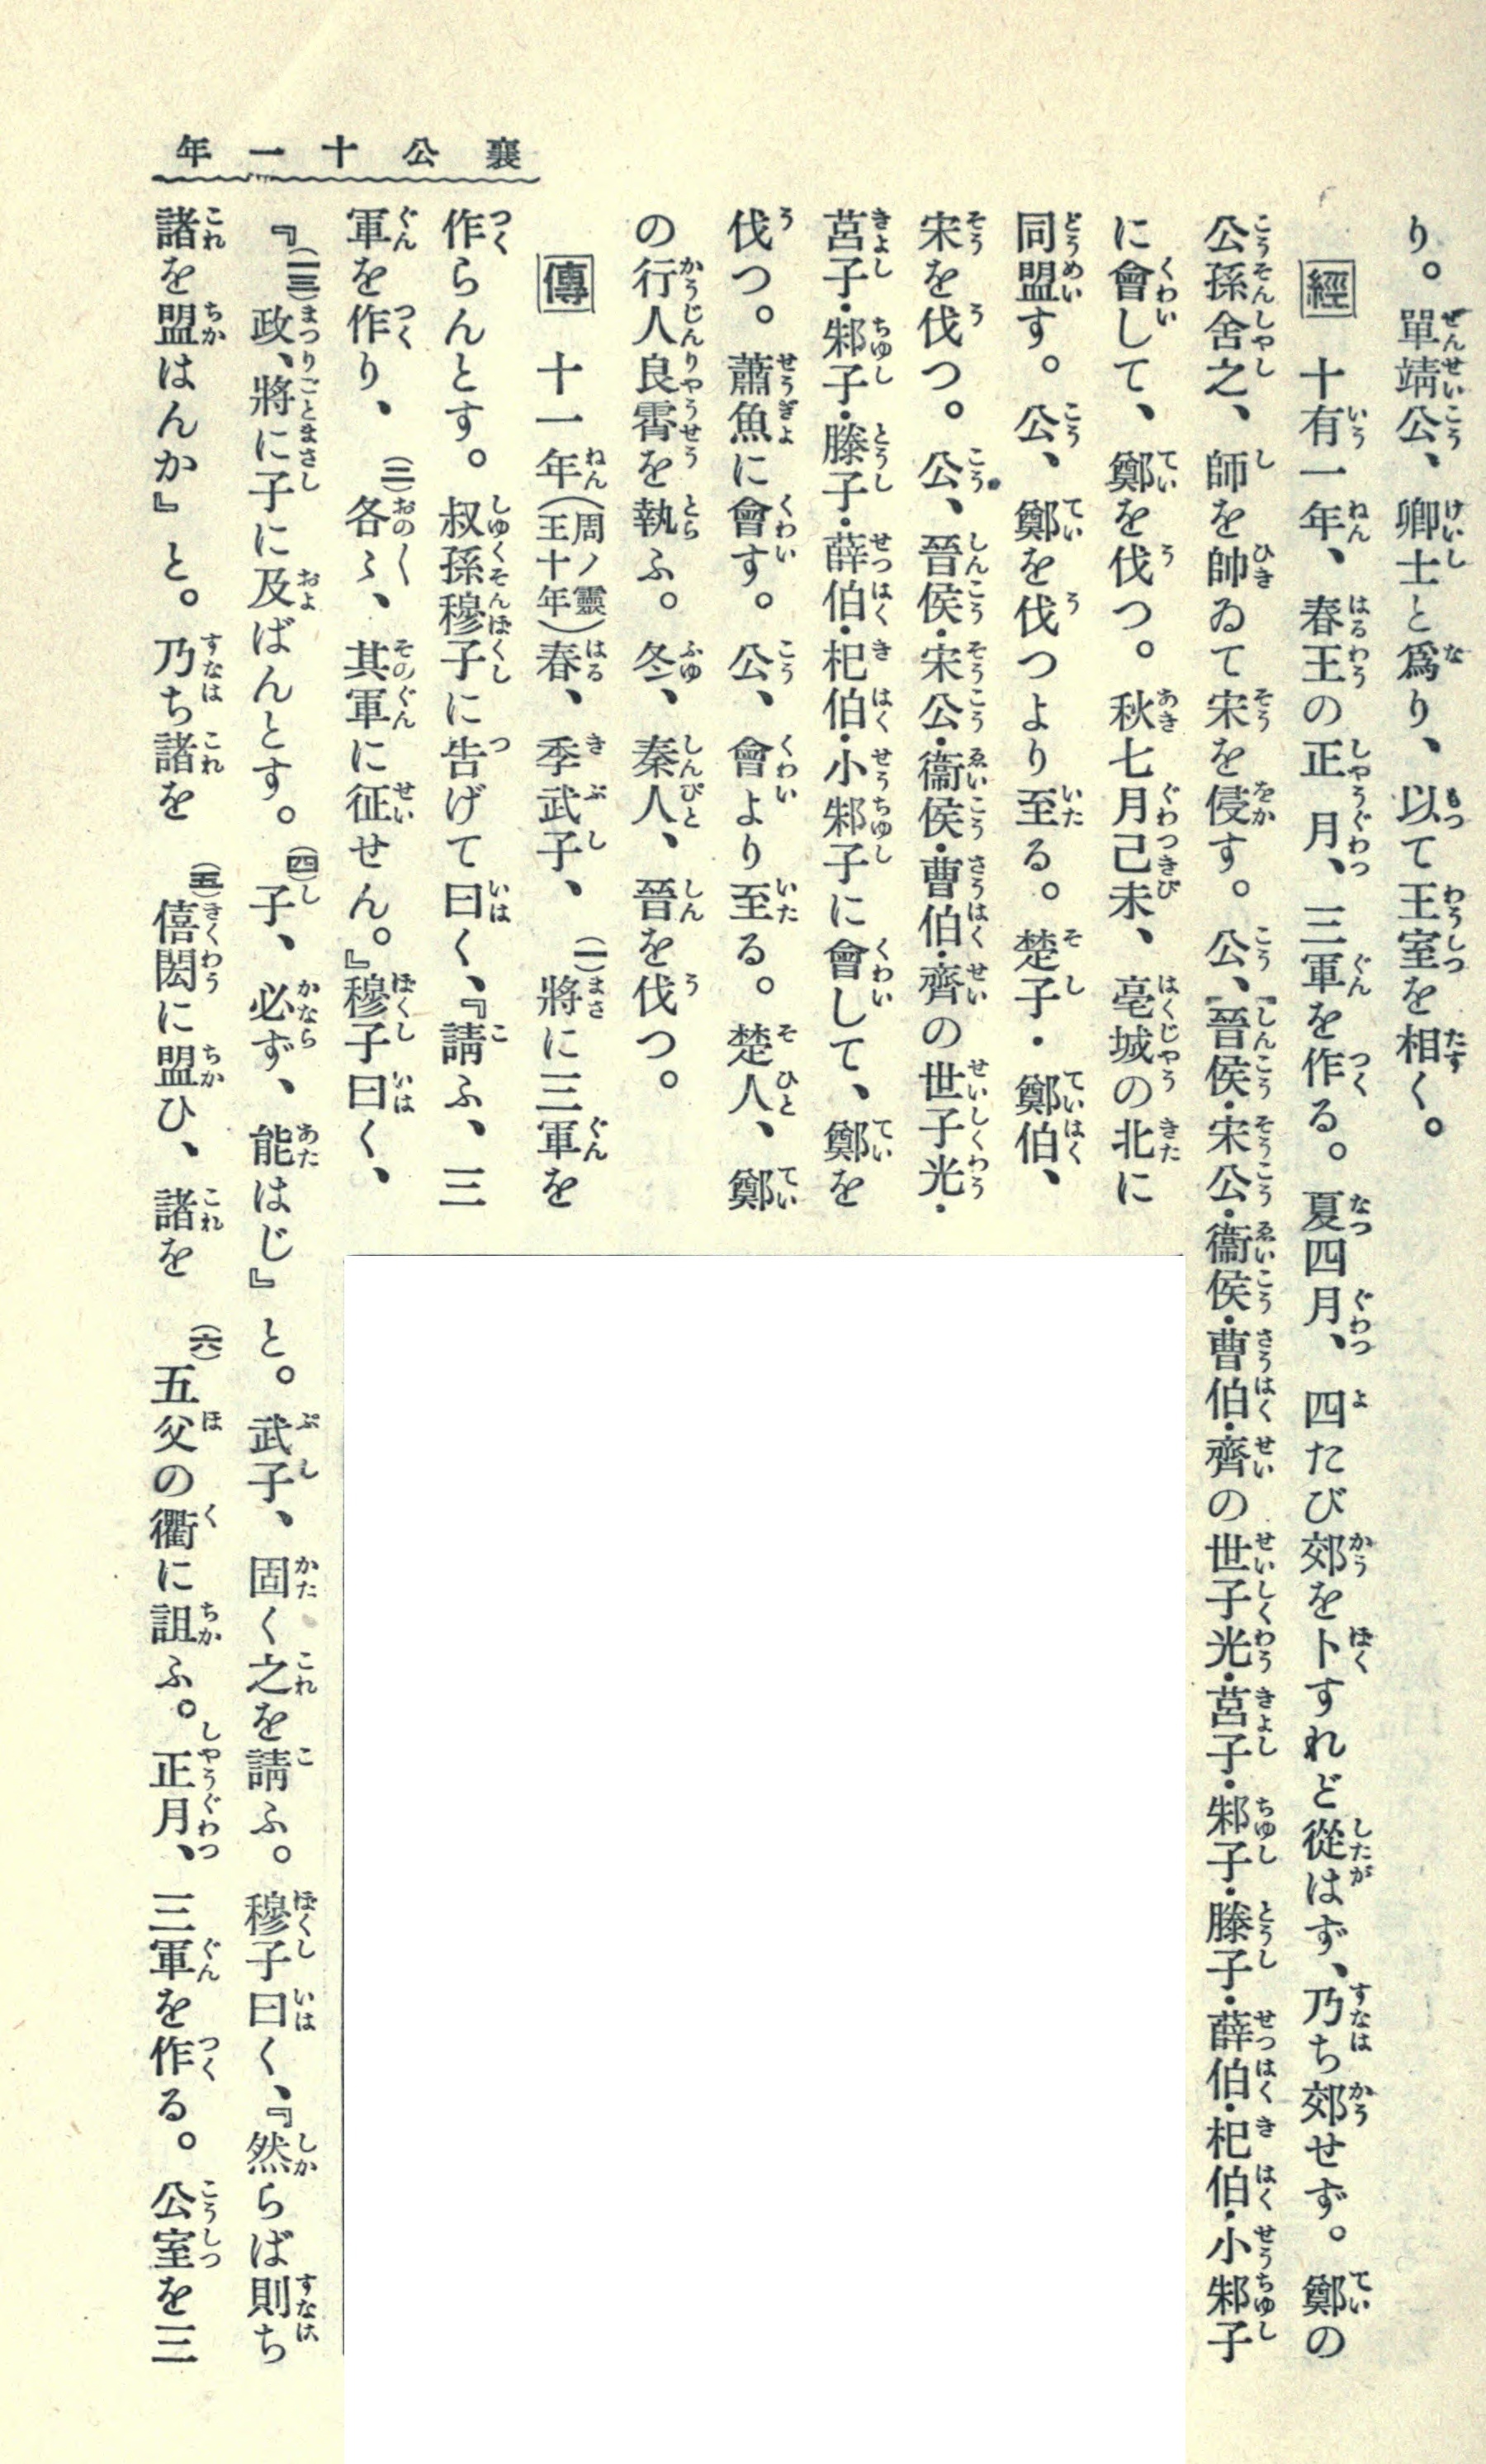 襄公十一年
り。單靖公、卿士と爲り、以て王室を相く。
經 十有一年、春王の正月、三軍を作る。夏四月、四たび郊を卜すれど從はず、乃ち郊せず。鄭の
公孫舍之、師を帥ゐて宋を侵す。公、晉侯・宋公・衞侯・曹伯・齊の世子光・莒子・邾子・滕子・薛伯・杞伯・小邾子
に會して、鄭を伐つ。秋七月己未、亳城の北に
同盟す。公、鄭を伐つより至る。楚子・鄭伯、
宋を伐つ。公、晉侯・宋公・衞侯・曹伯・齊の世子光・
莒子・邾子・滕子・薛伯・杞伯・小邾子に會して、鄭を
伐つ。蕭魚に會す。公、會より至る。楚人、鄭
の行人良霄を執ふ。冬、秦人、晉を伐つ。
傳 十一年(周ノ靈王十年)春、季武子、(一)將に三軍を
作らんとす。叔孫穆子に告げて曰く、『請ふ、三
軍を作り、(二)各〻、其軍に征せん。』穆子曰く、
『(三)政、將に子に及ばんとす。(四)子、必ず、能はじ』と。武子、固く之を請ふ。穆子曰く、『然らば則ち
諸を盟はんか』と。乃ち諸を(五)僖閎に盟ひ、諸を(六)五父の衢に詛ふ。正月、三軍を作る。公室を三